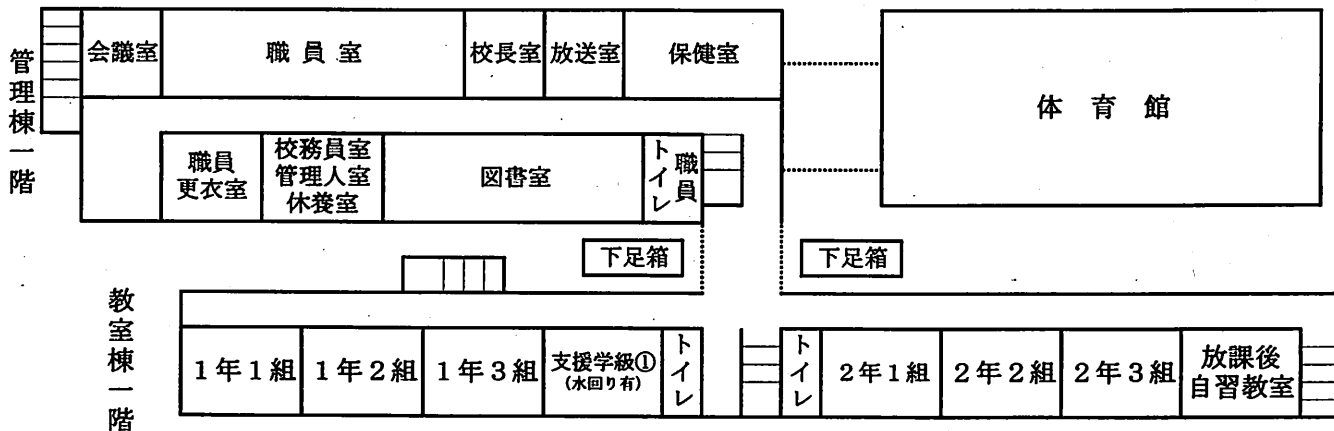 管理棟一階
会議室
職員室
校長室
放送室
保健室
体育館
職員
更衣室
校務員室
管理人室
休養室
図書室
職員
トイレ
下足箱
下足箱
教室棟一階
1年1組
1年2組
1年3組
支援学級①
(水回り有)
トイレ
トイレ
2年1組
2年2組
2年3組
放課後
自習教室